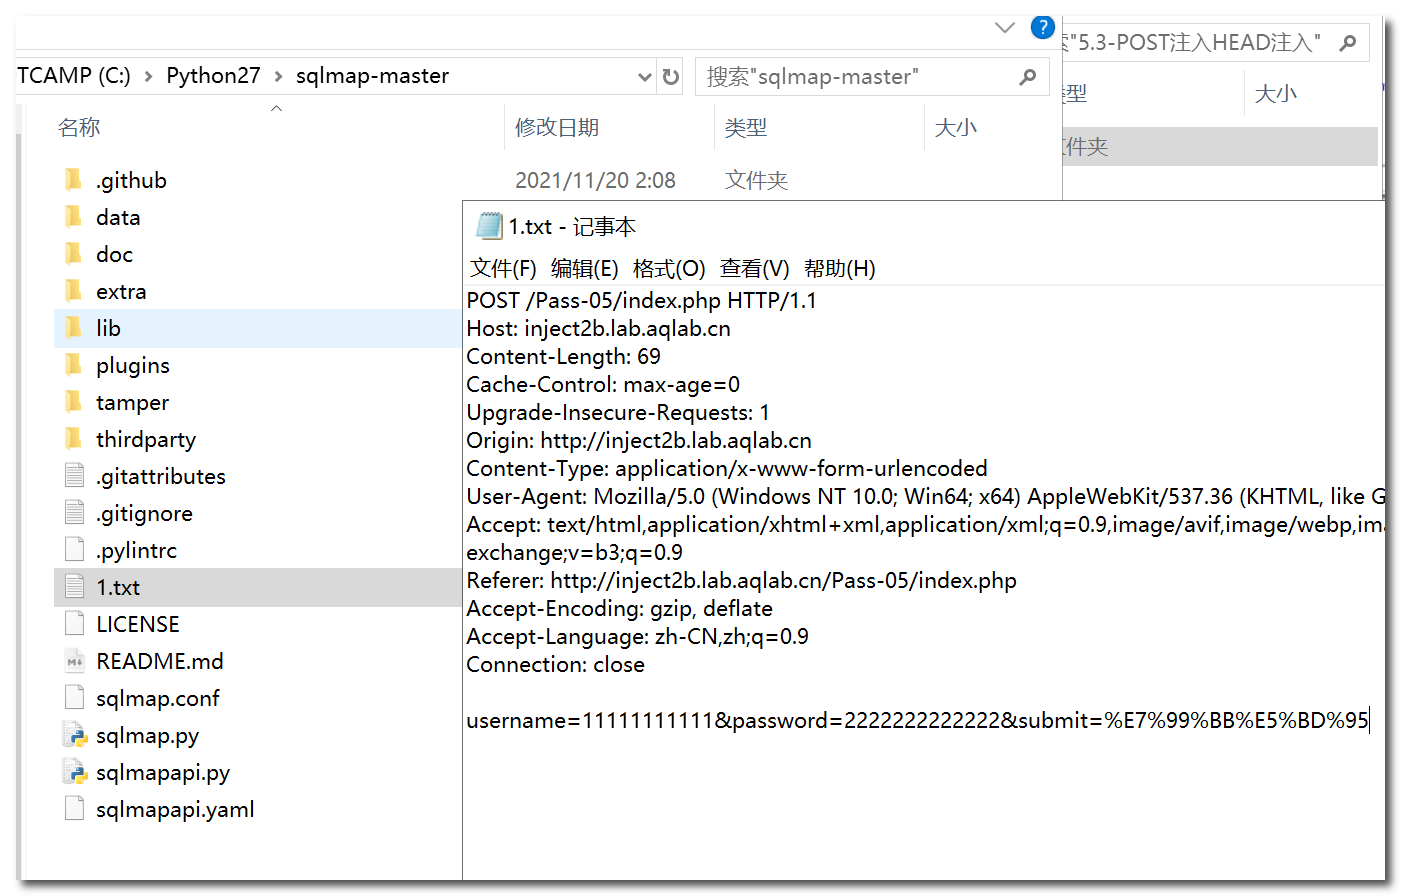 ?
"5.3-POST注入HEAD注入"
TCAMP (C:) > Python27 > sqlmap-master
搜索"sqlmap-master"
类型
大小
名称
修改日期
类型
大小
文件夹
.github
2021/11/20 2:08
文件夹
data
doc
extra
lib
plugins
tamper
thirdparty
.gitattributes
.gitignore
.pylintrc
1.txt
LICENSE
README.md
sqlmap.conf
sqlmap.py
sqlmapapi.py
sqlmapapi.yaml
1.txt - 记事本
文件(F) 编辑(E) 格式(O) 查看(V) 帮助(H)
POST /Pass-05/index.php HTTP/1.1
Host: inject2b.lab.aqlab.cn
Content-Length: 69
Cache-Control: max-age=0
Upgrade-Insecure-Requests: 1
Origin: http://inject2b.lab.aqlab.cn
Content-Type: application/x-www-form-urlencoded
User-Agent: Mozilla/5.0 (Windows NT 10.0; Win64; x64) AppleWebKit/537.36 (KHTML, like G
Accept: text/html,application/xhtml+xml,application/xml;q=0.9,image/avif,image/webp,ima
exchange;v=b3;q=0.9
Referer: http://inject2b.lab.aqlab.cn/Pass-05/index.php
Accept-Encoding: gzip, deflate
Accept-Language: zh-CN,zh;q=0.9
Connection: close
username=11111111111&password=2222222222222&submit=%E7%99%BB%E5%BD%95